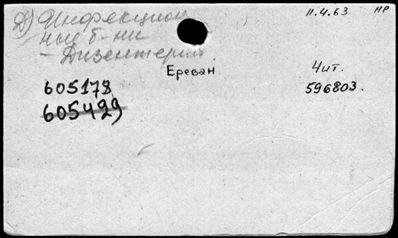 Д) Инфекцион
ные б-ни
- Дизентерия
11.4.63 НР
Ереван
Чит.
605178
596803.
605429